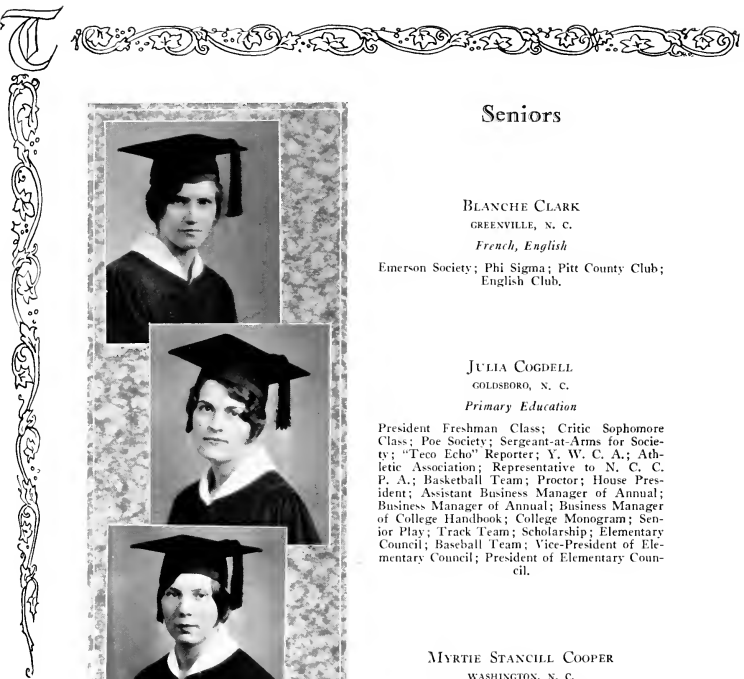 T
Seniors
BLANCHE CLARK
GREENVILLE, N. C.
French, English
Emerson Society; Phi Sigma; Pitt County Club;
English Club.
JULIA COGDELL
GOLDSBORO, N. C.
Primary Education
President Freshman Class; Critic Sophomore
Class; Poe Society; Sergeant-at-Arms for Socie-
ty; "Teco Echo" Reporter; Y. W. C. A.; Ath-
letic Association; Representative to N. C. C.
P. A.; Basketball Team; Proctor; House Pres-
ident; Assistant Business Manager of Annual;
Business Manager of Annual; Business Manager
of College Handbook; College Monogram; Sen-
ior Play; Track Team; Scholarship; Elementary
Council; Baseball Team; Vice-President of Ele-
mentary Council; President of Elementary Coun-
cil.
MYRTIE STANCILL COOPER
WASHINGTON, N. C.